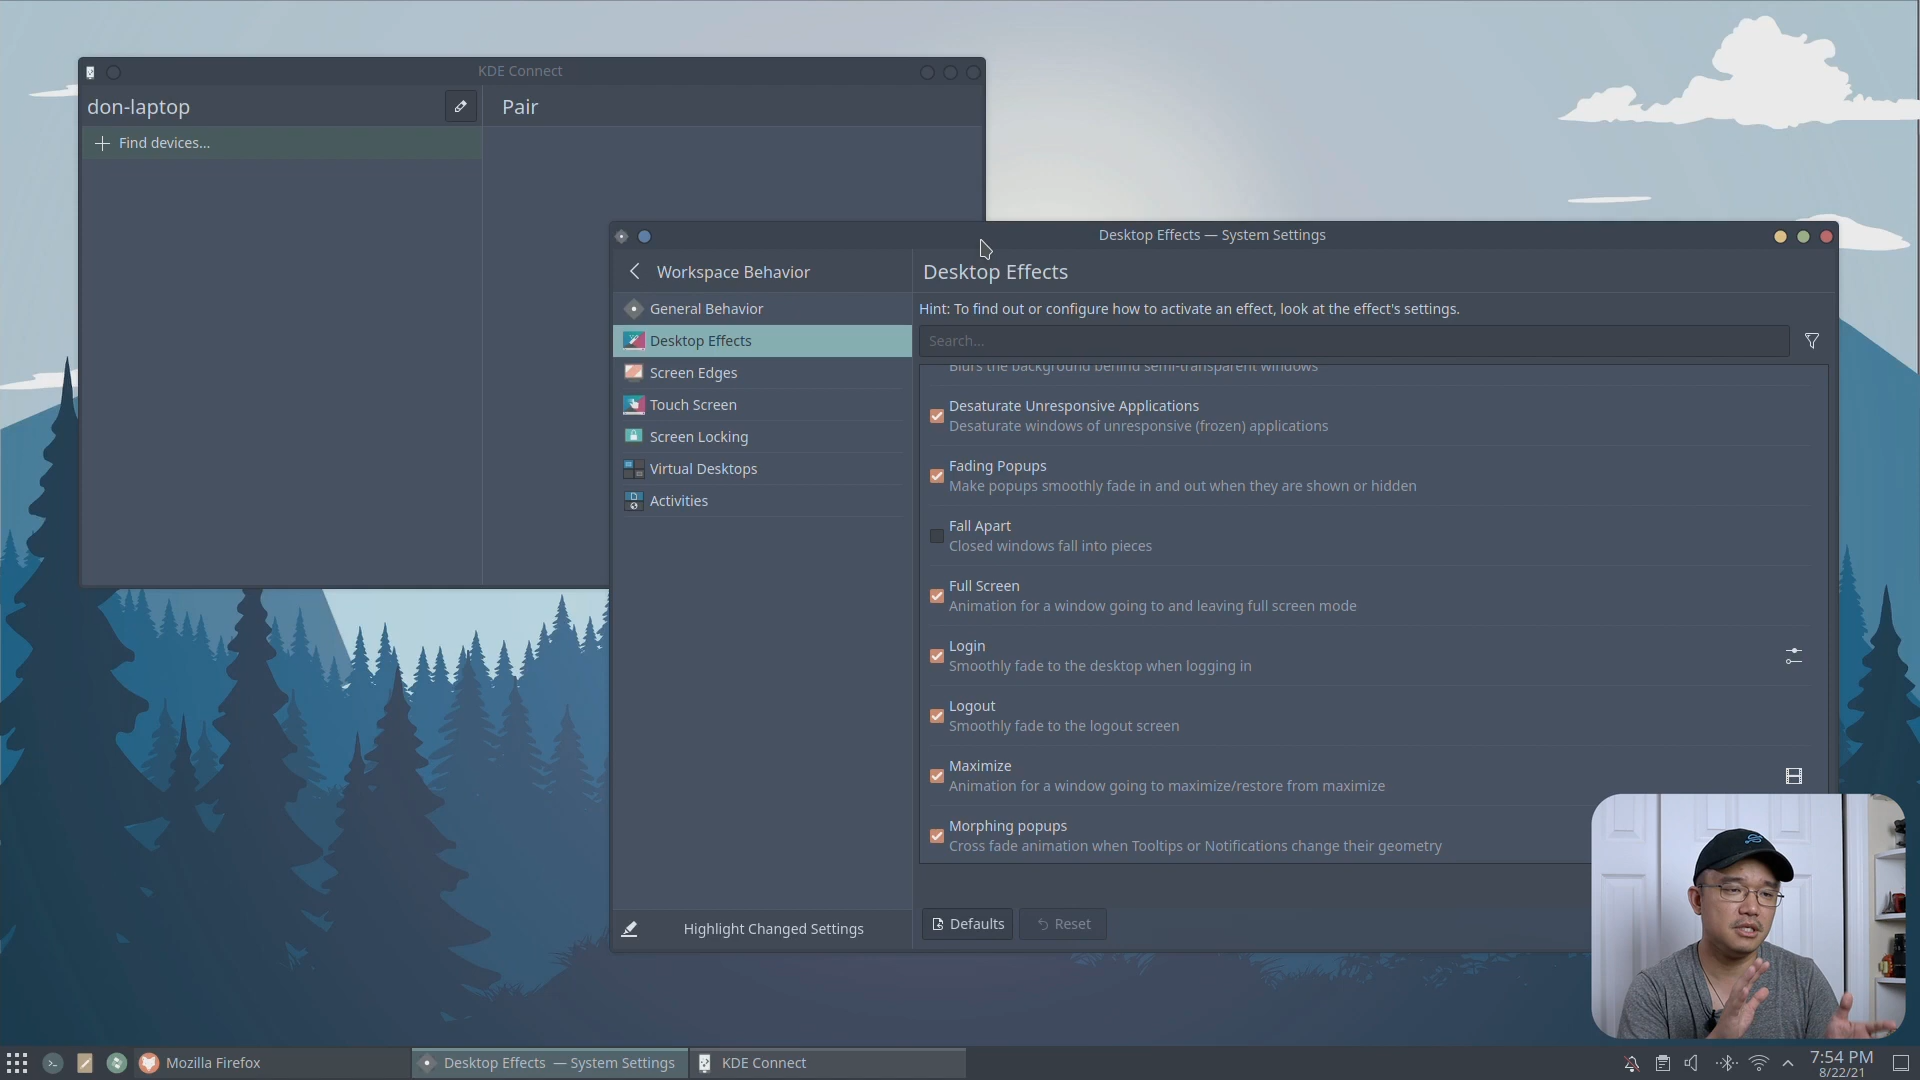 KDE Connect
don-laptop
Pair
Find devices...
Desktop Effects — System Settings
Workspace Behavior
Desktop Effects
General Behavior
Hint: To find out or configure how to activate an effect, look at the effect's settings.
Desktop Effects
Search...
Screen Edges
Blurs the background behind semi-transparent windows
Touch Screen
Desaturate Unresponsive Applications
Desaturate windows of unresponsive (frozen) applications
Screen Locking
Virtual Desktops
Fading Popups
Make popups smoothly fade in and out when they are shown or hidden
Activities
Fall Apart
Closed windows fall into pieces
Full Screen
Animation for a window going to and leaving full screen mode
Login
Smoothly fade to the desktop when logging in
Logout
Smoothly fade to the logout screen
Maximize
Animation for a window going to maximize/restore from maximize
Morphing popups
Cross fade animation when Tooltips or Notifications change their geometry
Highlight Changed Settings
Defaults
Reset
Mozilla Firefox
Desktop Effects — System Settings
KDE Connect
7:54 PM
8/22/21